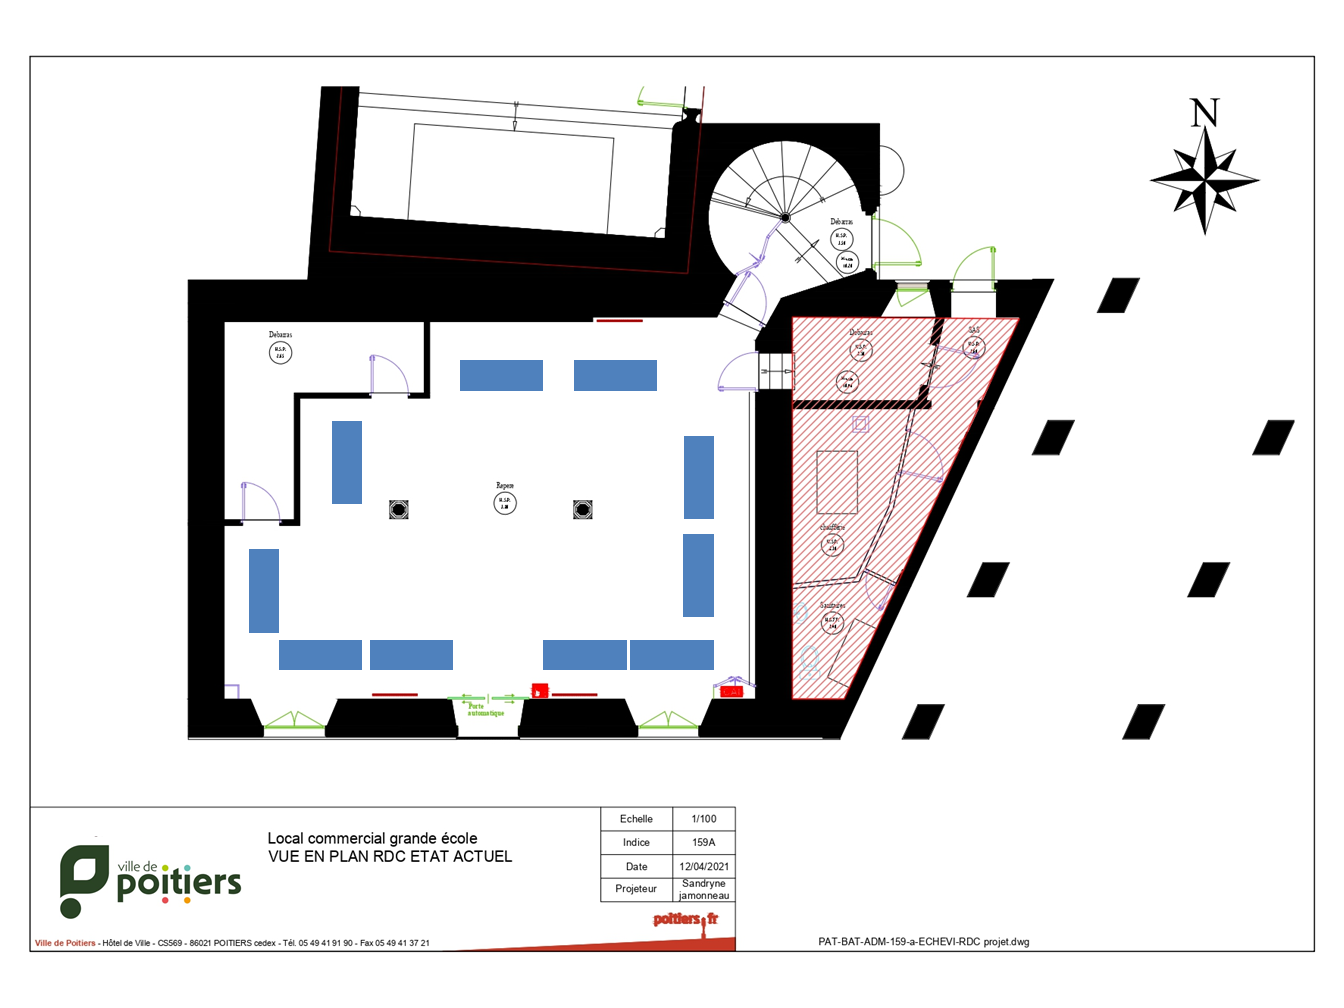 N
Debarras
H.S.P.
Debarras
H.S.P.
Debarras
H.S.P.
SAS
H.S.P.
Repere
H.S.P.
chaufferie
H.S.P.
Sanitaires
Porte
automatique
Local commercial grande école
VUE EN PLAN RDC ETAT ACTUEL
Echelle 1/100
Indice 159A
Date 12/04/2021
Projeteur Sandryne jamonneau
ville de
poitiers
poitiers.fr
Ville de Poitiers - Hôtel de Ville - CS569 - 86021 POITIERS cedex - Tél. 05 49 41 91 90 - Fax 05 49 41 37 21
PAT-BAT-ADM-159-a-ECHEVI-RDC projet.dwg